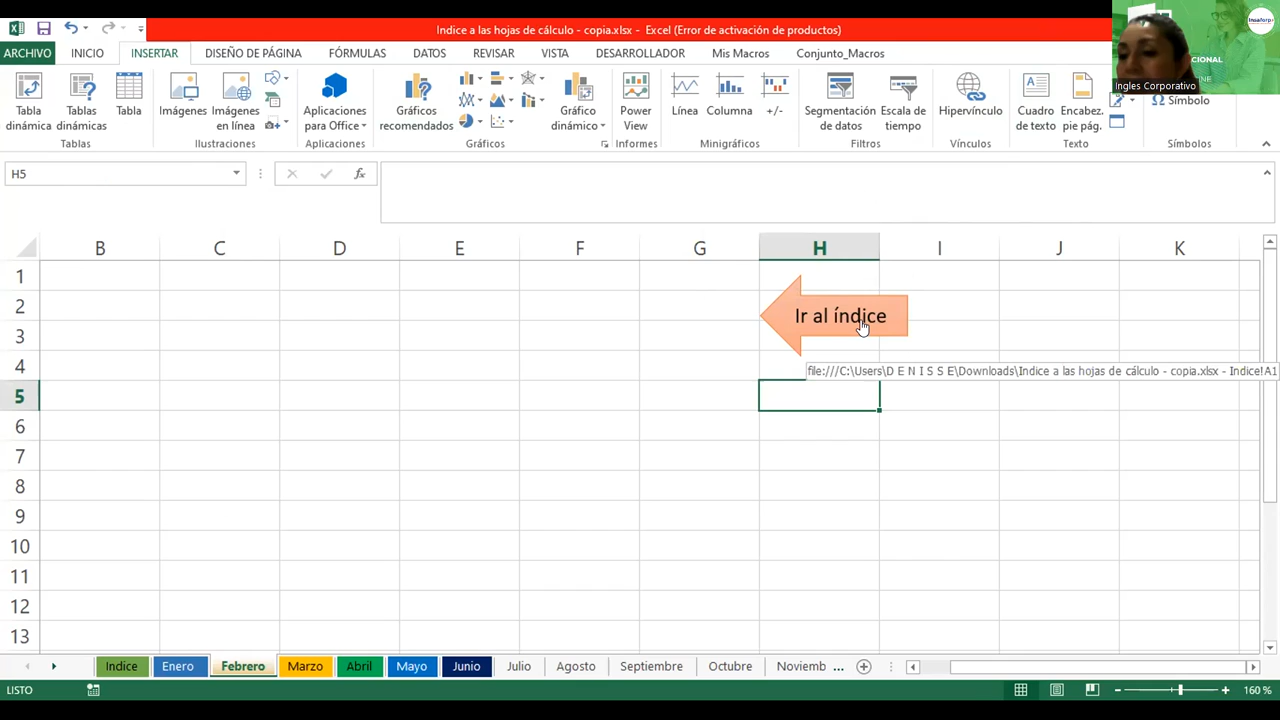 Indice a las hojas de cálculo - copia.xlsx - Excel (Error de activación de productos)
CIONAL
INE
Ingles Corporativo
ARCHIVO INICIO INSERTAR DISEÑO DE PÁGINA FÓRMULAS DATOS REVISAR VISTA DESARROLLADOR Mis Macros Conjunto_Macros
Tabla dinámica
Tablas dinámicas
Tabla
Imágenes
Imágenes en línea
Aplicaciones para Office
Gráficos recomendados
Gráfico dinámico
Power View
Línea
Columna
+/-
Segmentación de datos
Escala de tiempo
Hipervínculo
Cuadro de texto
Encabez. pie pág.
Ω Símbolo
Tablas Ilustraciones Aplicaciones Gráficos Informes Minigráficos Filtros Vínculos Texto Símbolos
H5 fx
B C D E F G H I J K
1
2
3
4
5
6
7
8
9
10
11
12
13
Ir al índice
file:///C:\Users\D E N I S S E\Downloads\Indice a las hojas de cálculo - copia.xlsx - Indice!A1
Indice Enero Febrero Marzo Abril Mayo Junio Julio Agosto Septiembre Octubre Noviemb ...
LISTO 160 %